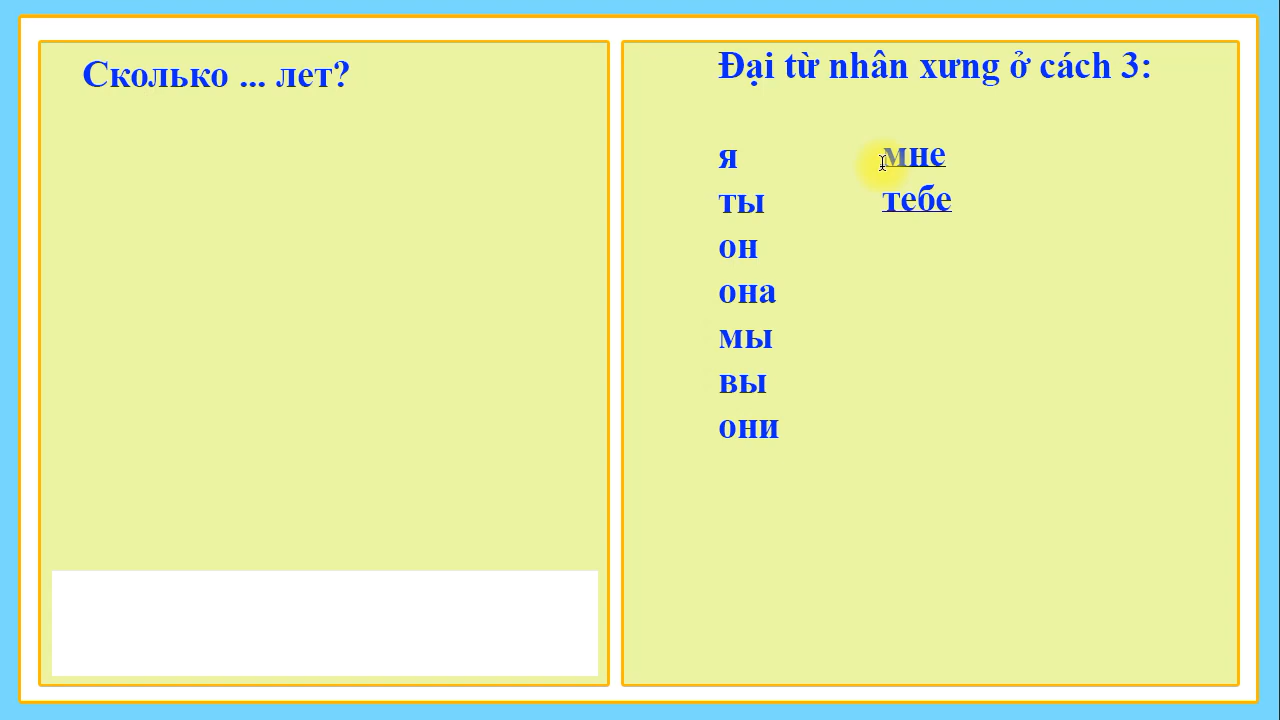 Сколько ... лет?
Đại từ nhân xưng ở cách 3:
я мне
ты тебе
он
она
мы
вы
они